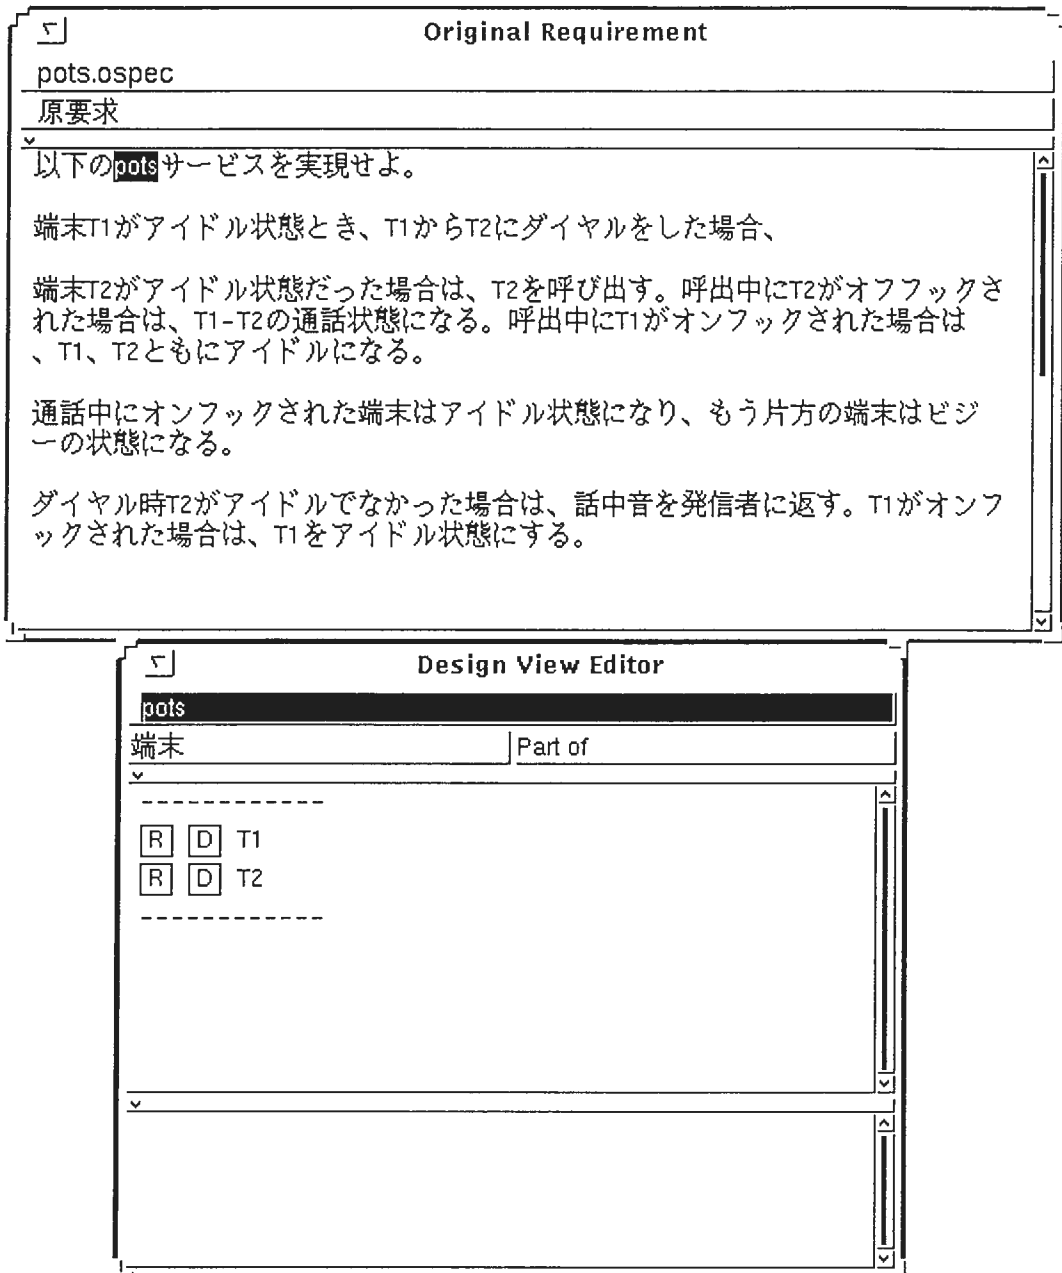 Original Requirement
pots.ospec
原要求
以下のpotsサービスを実現せよ。
端末T1がアイドル状態とき、T1からT2にダイヤルをした場合、
端末T2がアイドル状態だった場合は、T2を呼び出す。呼出中にT2がオフフックさ
れた場合は、T1-T2の通話状態になる。呼出中にT1がオンフックされた場合は
、T1、T2ともにアイドルになる。
通話中にオンフックされた端末はアイドル状態になり、もう片方の端末はビジ
ーの状態になる。
ダイヤル時T2がアイドルでなかった場合は、話中音を発信者に返す。T1がオンフ
ックされた場合は、T1をアイドル状態にする。
Design View Editor
pots
端末 Part of
------------
R D T1
R D T2
------------